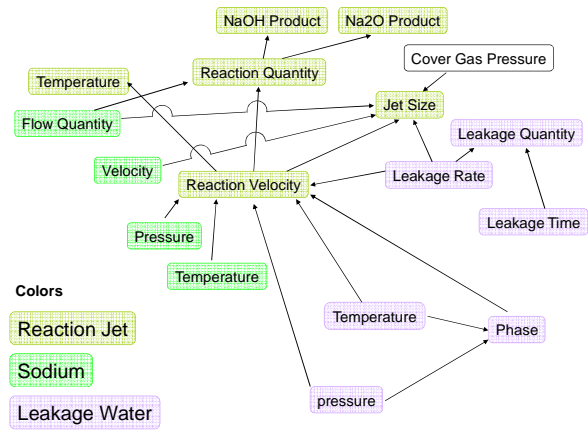 NaOH Product
Na2O Product
Reaction Quantity
Cover Gas Pressure
Temperature
Jet Size
Flow Quantity
Leakage Quantity
Velocity
Reaction Velocity
Leakage Rate
Leakage Time
Pressure
Temperature
Colors
Temperature
Phase
Reaction Jet
Sodium
pressure
Leakage Water